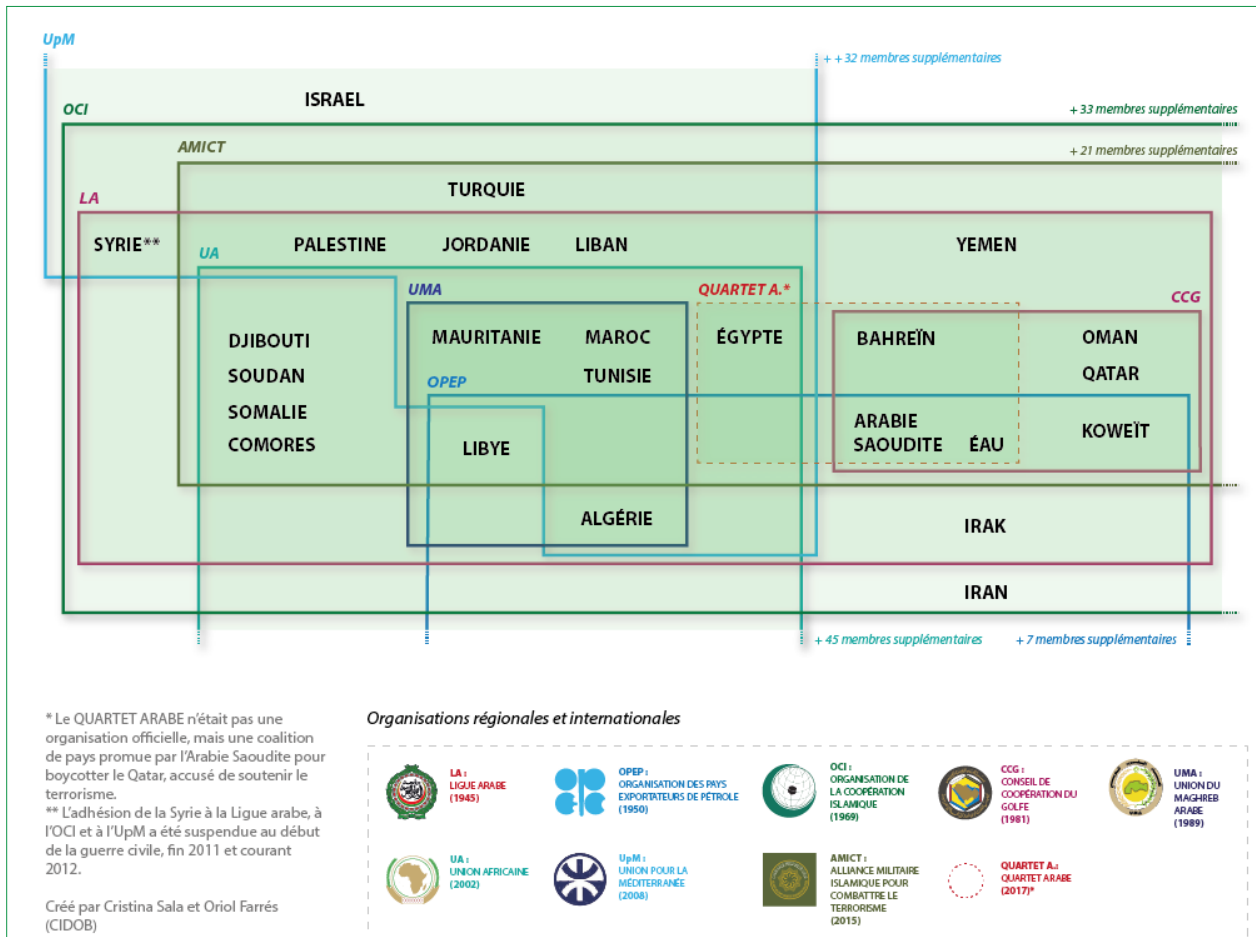 UpM
+ + 32 membres supplémentaires
ISRAEL
OCI
+ 33 membres supplémentaires
AMICT
+ 21 membres supplémentaires
TURQUIE
LA
SYRIE**
PALESTINE
JORDANIE
LIBAN
YEMEN
UA
UMA
QUARTET A.*
CCG
DJIBOUTI
MAURITANIE
MAROC
ÉGYPTE
BAHREÏN
OMAN
SOUDAN
TUNISIE
QATAR
OPEP
SOMALIE
ARABIE
SAOUDITE
ÉAU
KOWEÏT
COMORES
LIBYE
ALGÉRIE
IRAK
IRAN
+ 45 membres supplémentaires
+ 7 membres supplémentaires
* Le QUARTET ARABE n'était pas une
organisation officielle, mais une coalition
de pays promue par l'Arabie Saoudite pour
boycotter le Qatar, accusé de soutenir le
terrorisme.
** L'adhésion de la Syrie à la Ligue arabe, à
l'OCI et à l'UpM a été suspendue au début
de la guerre civile, fin 2011 et courant
2012.
Créé par Cristina Sala et Oriol Farrés
(CIDOB)
Organisations régionales et internationales
LA :
LIGUE ARABE
(1945)
OPEP :
ORGANISATION DES PAYS
EXPORTATEURS DE PÉTROLE
(1950)
OCI :
ORGANISATION DE
LA COOPÉRATION
ISLAMIQUE
(1969)
CCG :
CONSEIL DE
COOPÉRATION DU
GOLFE
(1981)
UMA :
UNION DU
MAGHREB
ARABE
(1989)
UA :
UNION AFRICAINE
(2002)
UpM :
UNION POUR LA
MÉDITERRANÉE
(2008)
AMICT :
ALLIANCE MILITAIRE
ISLAMIQUE POUR
COMBATTRE LE
TERRORISME
(2015)
QUARTET A.:
QUARTET ARABE
(2017)*